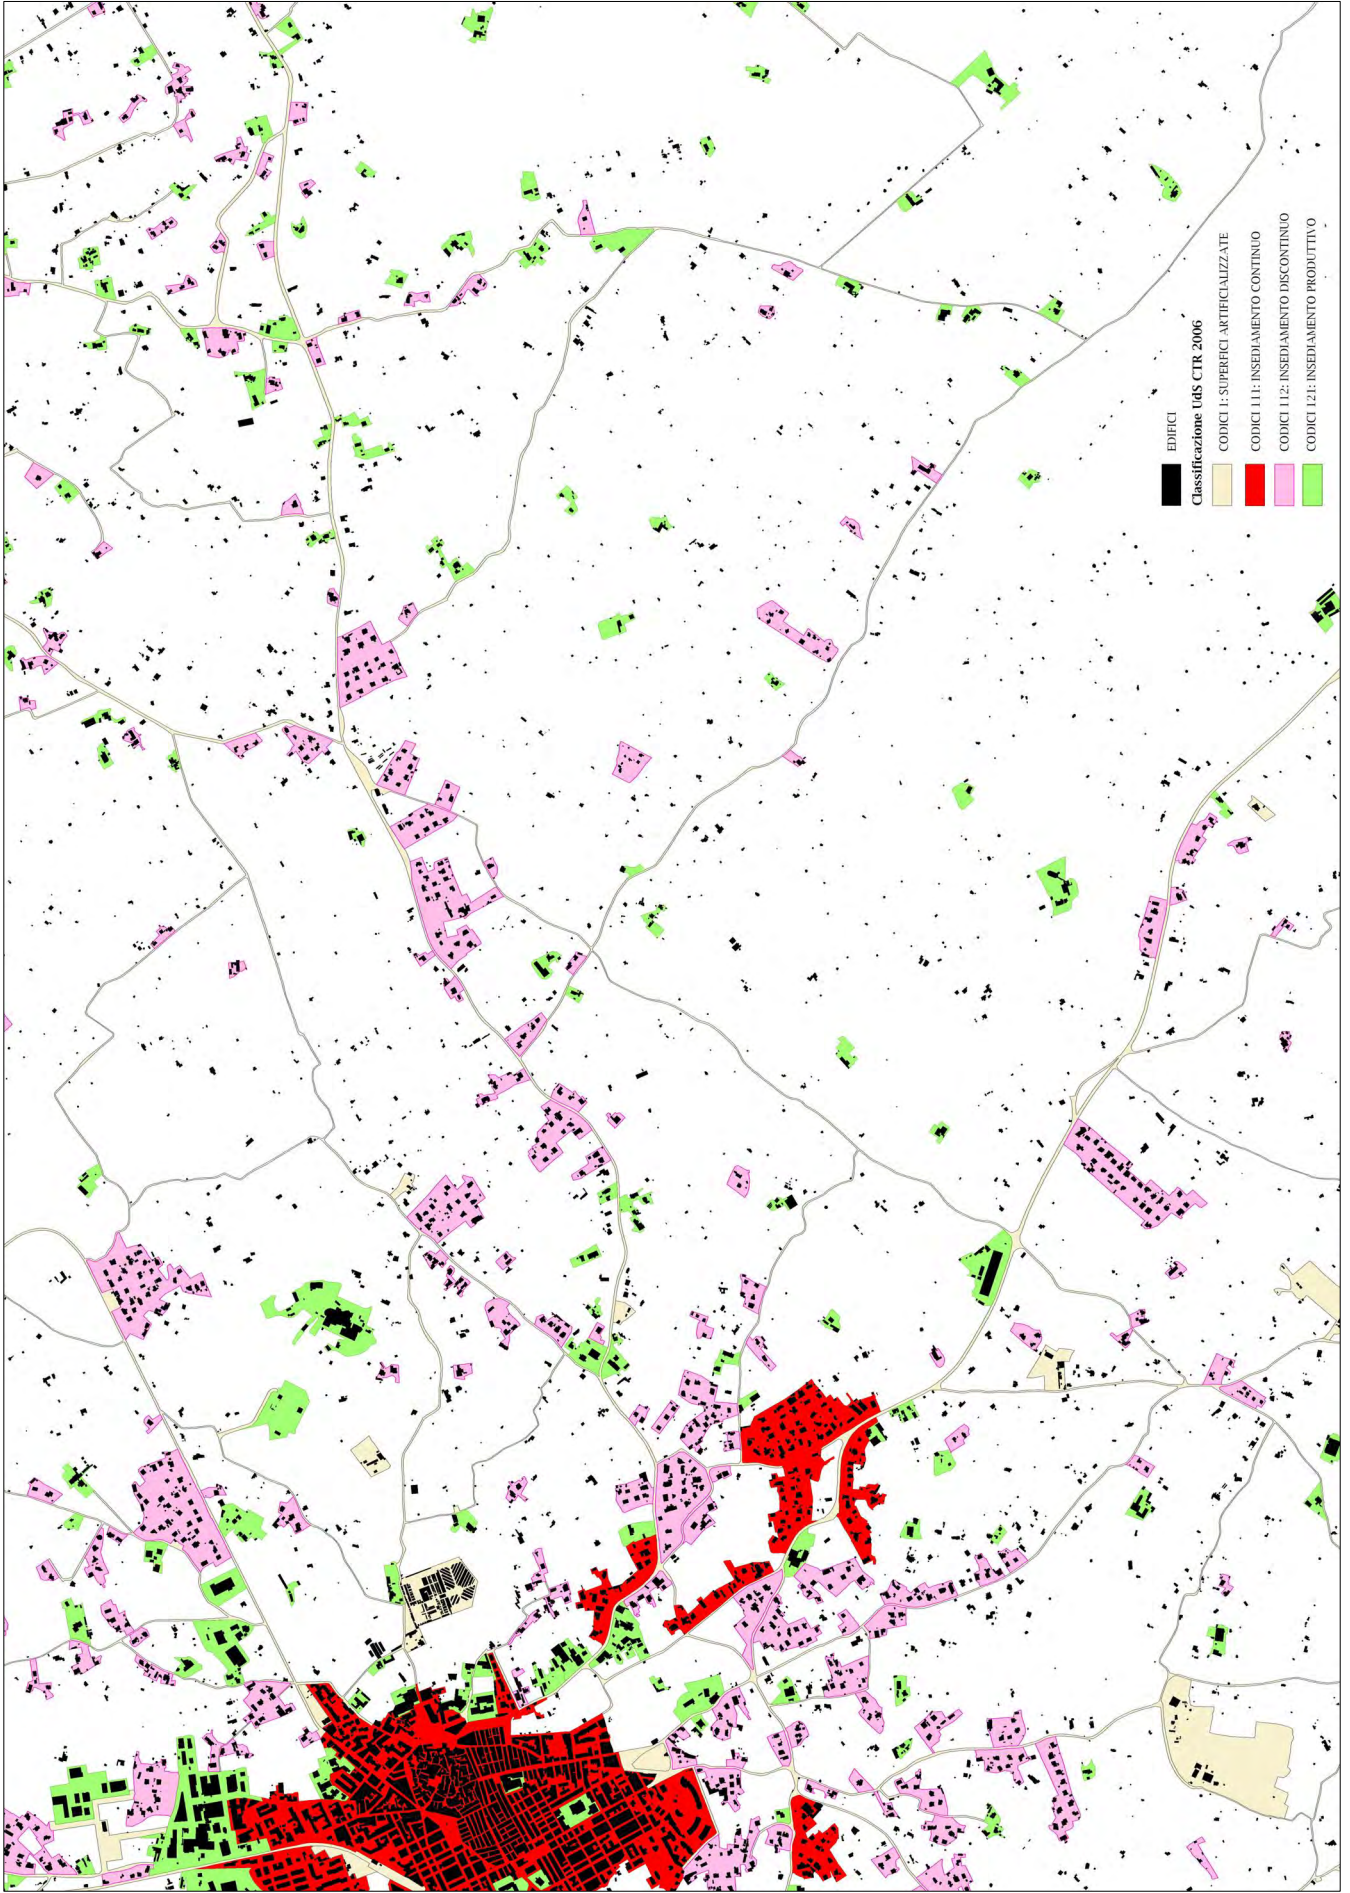 EDIFICI
Classificazione UdS CTR 2006
CODICI 1: SUPERFICI ARTIFICIALIZZATE
CODICI 111: INSEDIAMENTO CONTINUO
CODICI 112: INSEDIAMENTO DISCONTINUO
CODICI 121: INSEDIAMENTO PRODUTTIVO